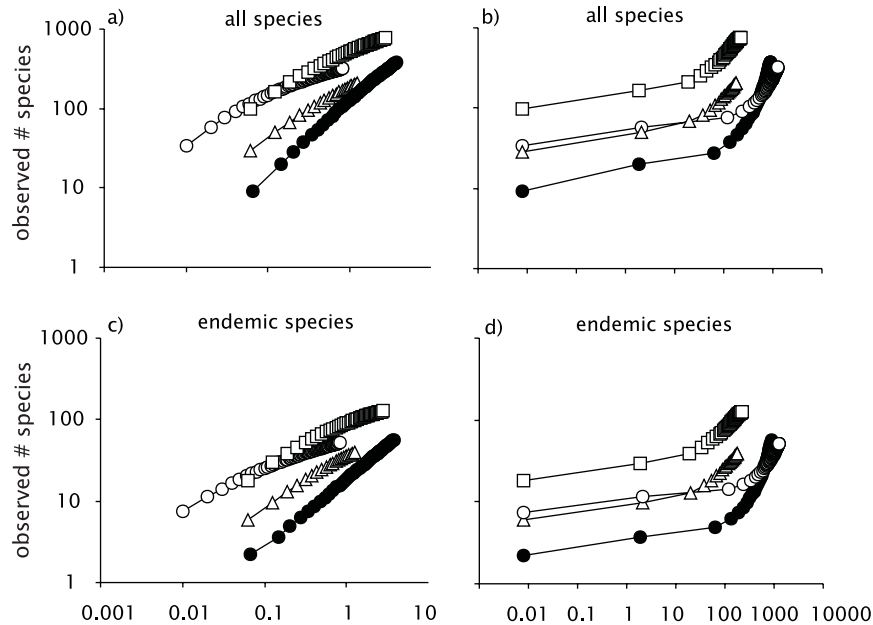 a) all species
b) all species
observed # species
1000
100
10
1
c) endemic species
d) endemic species
observed # species
1000
100
10
1
0.001 0.01 0.1 1 10
0.01 0.1 1 10 100 1000 10000